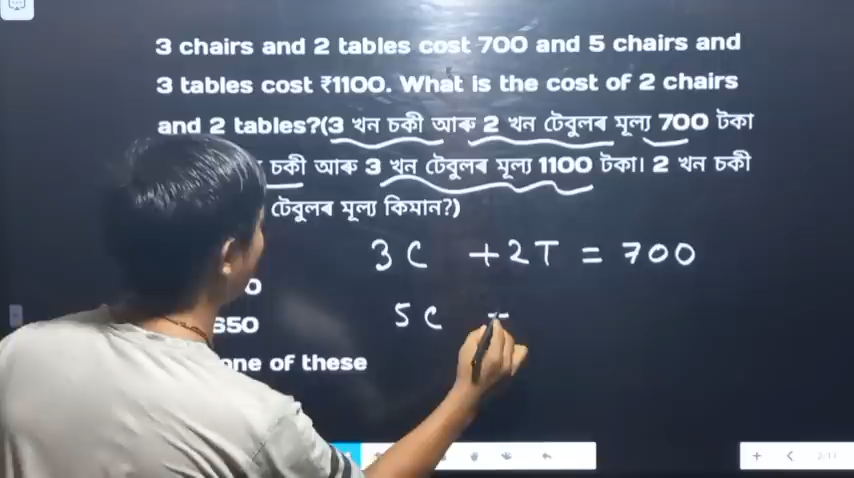 3 chairs and 2 tables cost 700 and 5 chairs and
3 tables cost ₹1100. What is the cost of 2 chairs
and 2 tables?(3 খন চকী আৰু 2 খন টেবুলৰ মূল্য 700 টকা
চকী আৰু 3 খন টেবুলৰ মূল্য 1100 টকা। 2 খন চকী
টেবুলৰ মূল্য কিমান?)
3C +2T = 700
5C
of these